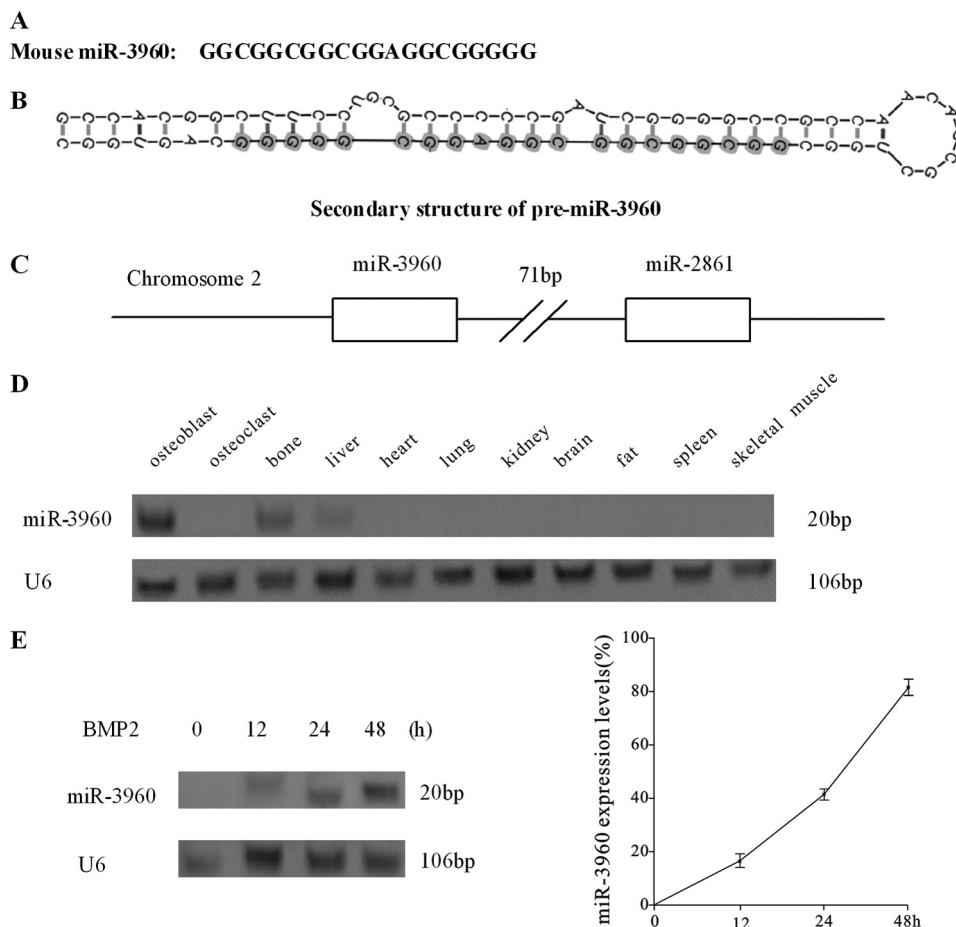 A
Mouse miR-3960: GGCGGCGGCGGAGGCGGGGG
B
Secondary structure of pre-miR-3960
C
Chromosome 2
miR-3960
71bp
miR-2861
D
osteoblast
osteoclast
bone
liver
heart
lung
kidney
brain
fat
spleen
skeletal muscle
miR-3960
20bp
U6
106bp
E
BMP2 0 12 24 48 (h)
miR-3960
20bp
U6
106bp
miR-3960 expression levels(%)
100
80
60
40
20
0
0 12 24 48h